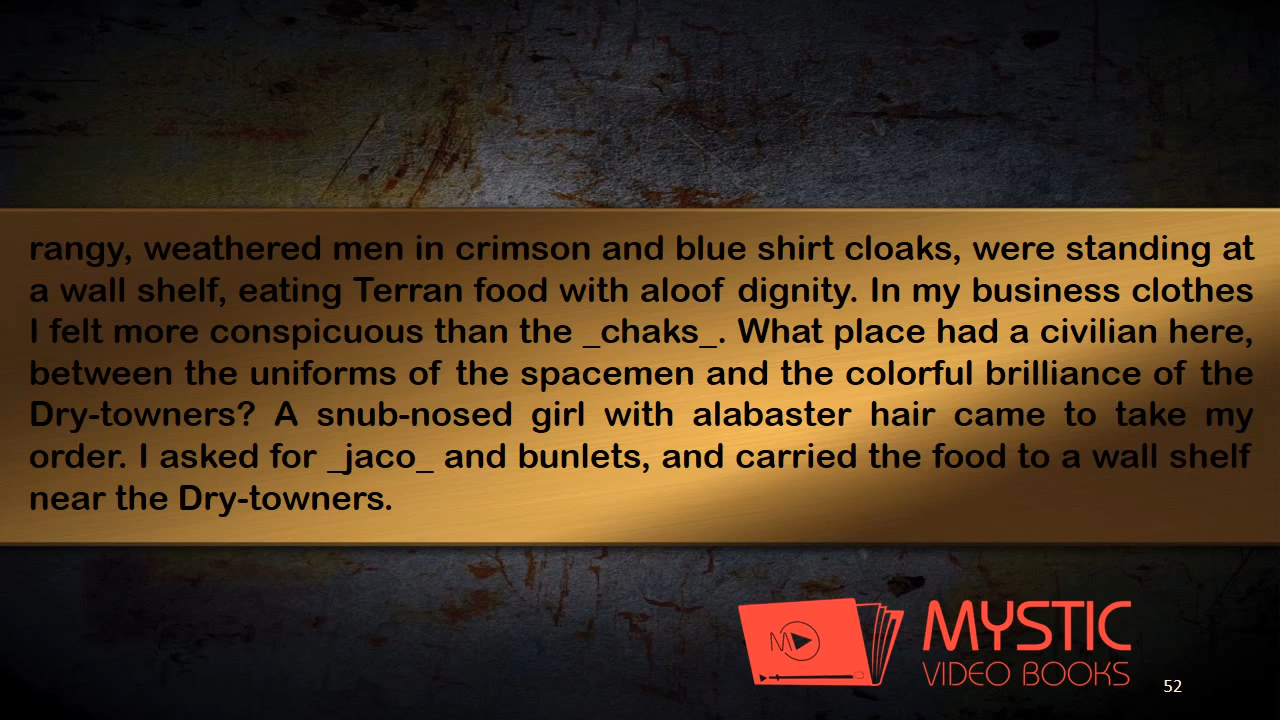 rangy, weathered men in crimson and blue shirt cloaks, were standing at
a wall shelf, eating Terran food with aloof dignity. In my business clothes
I felt more conspicuous than the _chaks_. What place had a civilian here,
between the uniforms of the spacemen and the colorful brilliance of the
Dry-towners? A snub-nosed girl with alabaster hair came to take my
order. I asked for _jaco_ and bunlets, and carried the food to a wall shelf
near the Dry-towners.
M
MYSTIC
VIDEO BOOKS
52